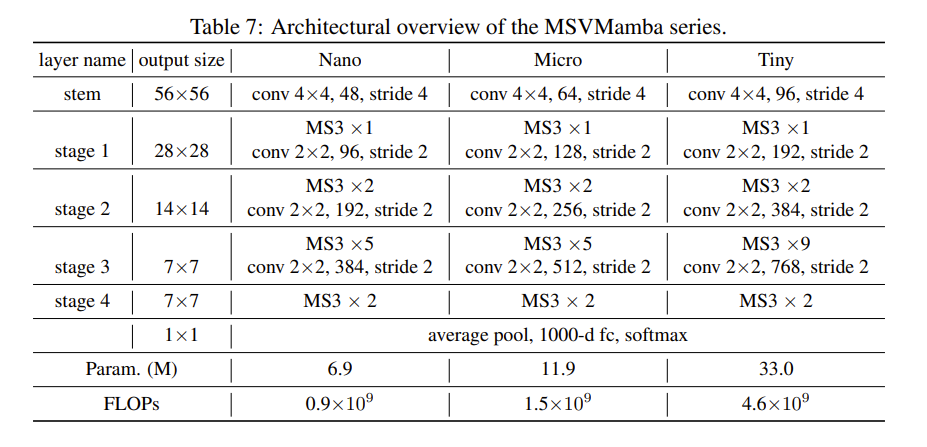 Table 7: Architectural overview of the MSVMamba series.
layer name output size Nano Micro Tiny
stem 56×56 conv 4×4, 48, stride 4 conv 4×4, 64, stride 4 conv 4×4, 96, stride 4
MS3 ×1 MS3 ×1 MS3 ×1
stage 1 28×28 conv 2×2, 96, stride 2 conv 2×2, 128, stride 2 conv 2×2, 192, stride 2
MS3 ×2 MS3 ×2 MS3 ×2
stage 2 14×14 conv 2×2, 192, stride 2 conv 2×2, 256, stride 2 conv 2×2, 384, stride 2
MS3 ×5 MS3 ×5 MS3 ×9
stage 3 7×7 conv 2×2, 384, stride 2 conv 2×2, 512, stride 2 conv 2×2, 768, stride 2
stage 4 7×7 MS3 × 2 MS3 × 2 MS3 × 2
1×1 average pool, 1000-d fc, softmax
Param. (M) 6.9 11.9 33.0
FLOPs 0.9×10⁹ 1.5×10⁹ 4.6×10⁹